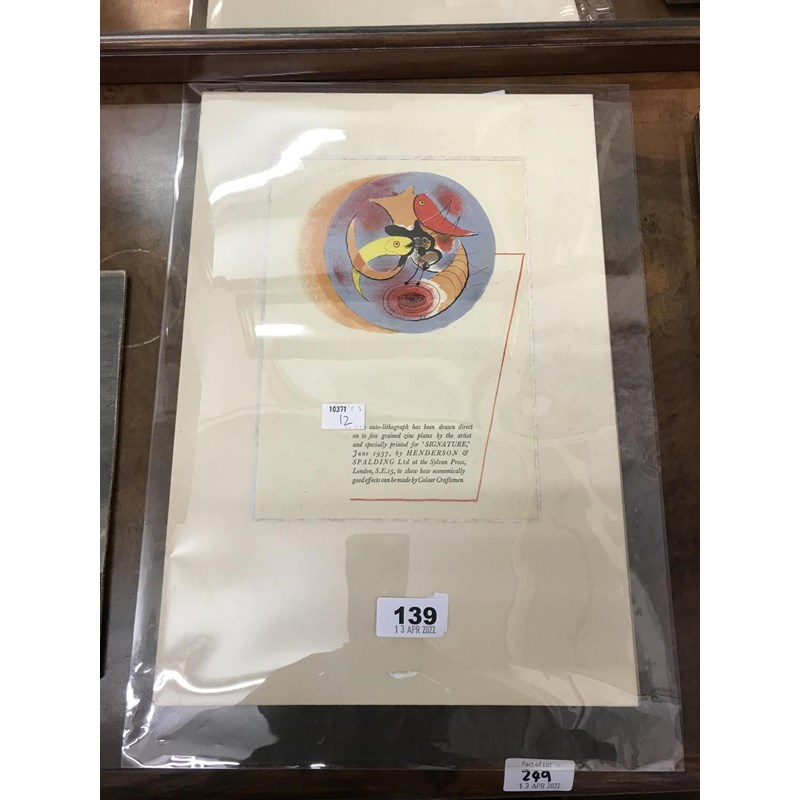 10371
12
auto-lithograph has been drawn direct
on to five grained zinc plates by the artist
and specially printed for 'SIGNATURE,'
June 1937, by HENDERSON &
SPALDING Ltd at the Sylvan Press,
London, S.E.15, to show how economically
good effects can be made by Colour Craftsmen
139
13 APR 2022
Part of Lot
249
13 APR 2022